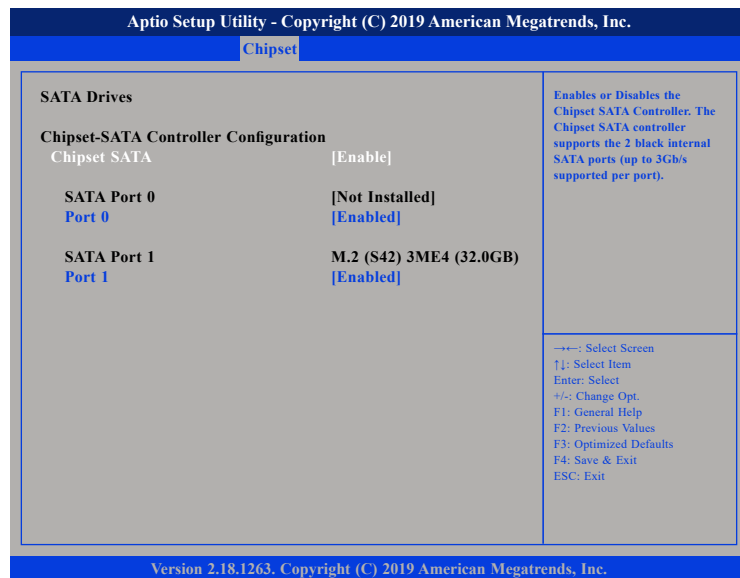 Aptio Setup Utility - Copyright (C) 2019 American Megatrends, Inc.
Chipset
SATA Drives
Chipset-SATA Controller Configuration
Chipset SATA [Enable]
SATA Port 0 [Not Installed]
Port 0 [Enabled]
SATA Port 1 M.2 (S42) 3ME4 (32.0GB)
Port 1 [Enabled]
Enables or Disables the
Chipset SATA Controller. The
Chipset SATA controller
supports the 2 black internal
SATA ports (up to 3Gb/s
supported per port).
→←: Select Screen
↑↓: Select Item
Enter: Select
+/-: Change Opt.
F1: General Help
F2: Previous Values
F3: Optimized Defaults
F4: Save & Exit
ESC: Exit
Version 2.18.1263. Copyright (C) 2019 American Megatrends, Inc.